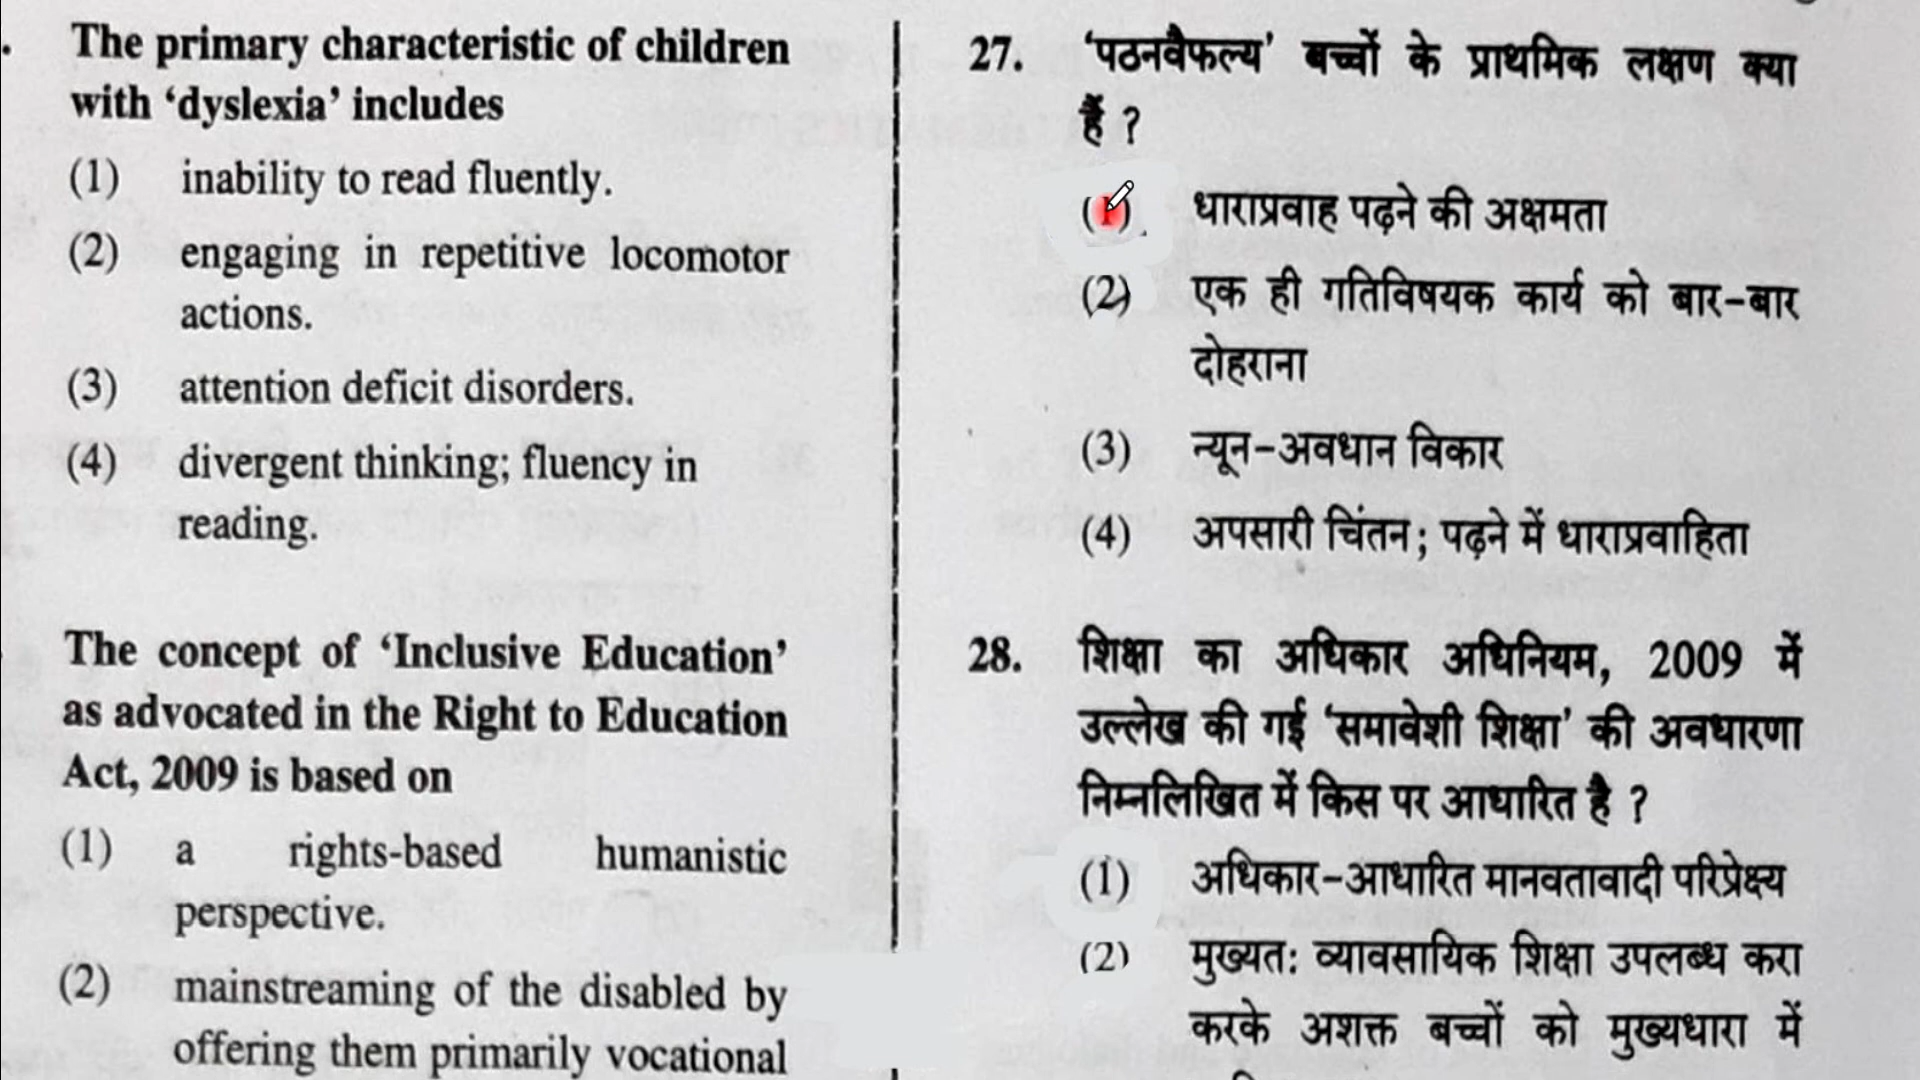 The primary characteristic of children
with ‘dyslexia’ includes
(1) inability to read fluently.
(2) engaging in repetitive locomotor
actions.
(3) attention deficit disorders.
(4) divergent thinking; fluency in
reading.
The concept of ‘Inclusive Education’
as advocated in the Right to Education
Act, 2009 is based on
(1) a rights-based humanistic
perspective.
(2) mainstreaming of the disabled by
offering them primarily vocational
27. ‘पठनवैफल्य’ बच्चों के प्राथमिक लक्षण क्या
हैं ?
(1) धाराप्रवाह पढ़ने की अक्षमता
(2) एक ही गतिविषयक कार्य को बार-बार
दोहराना
(3) न्यून-अवधान विकार
(4) अपसारी चिंतन; पढ़ने में धाराप्रवाहिता
28. शिक्षा का अधिकार अधिनियम, 2009 में
उल्लेख की गई ‘समावेशी शिक्षा’ की अवधारणा
निम्नलिखित में किस पर आधारित है ?
(1) अधिकार-आधारित मानवतावादी परिप्रेक्ष्य
(2) मुख्यत: व्यावसायिक शिक्षा उपलब्ध करा
करके अशक्त बच्चों को मुख्यधारा में